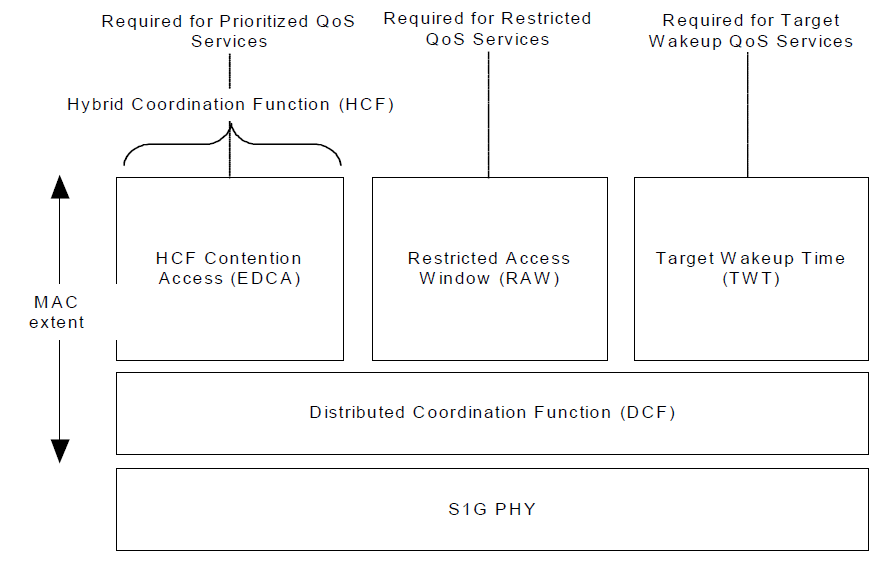 Required for Prioritized QoS
Services
Required for Restricted
QoS Services
Required for Target
Wakeup QoS Services
Hybrid Coordination Function (HCF)
HCF Contention
Access (EDCA)
Restricted Access
Window (RAW)
Target Wakeup Time
(TWT)
MAC
extent
Distributed Coordination Function (DCF)
S1G PHY